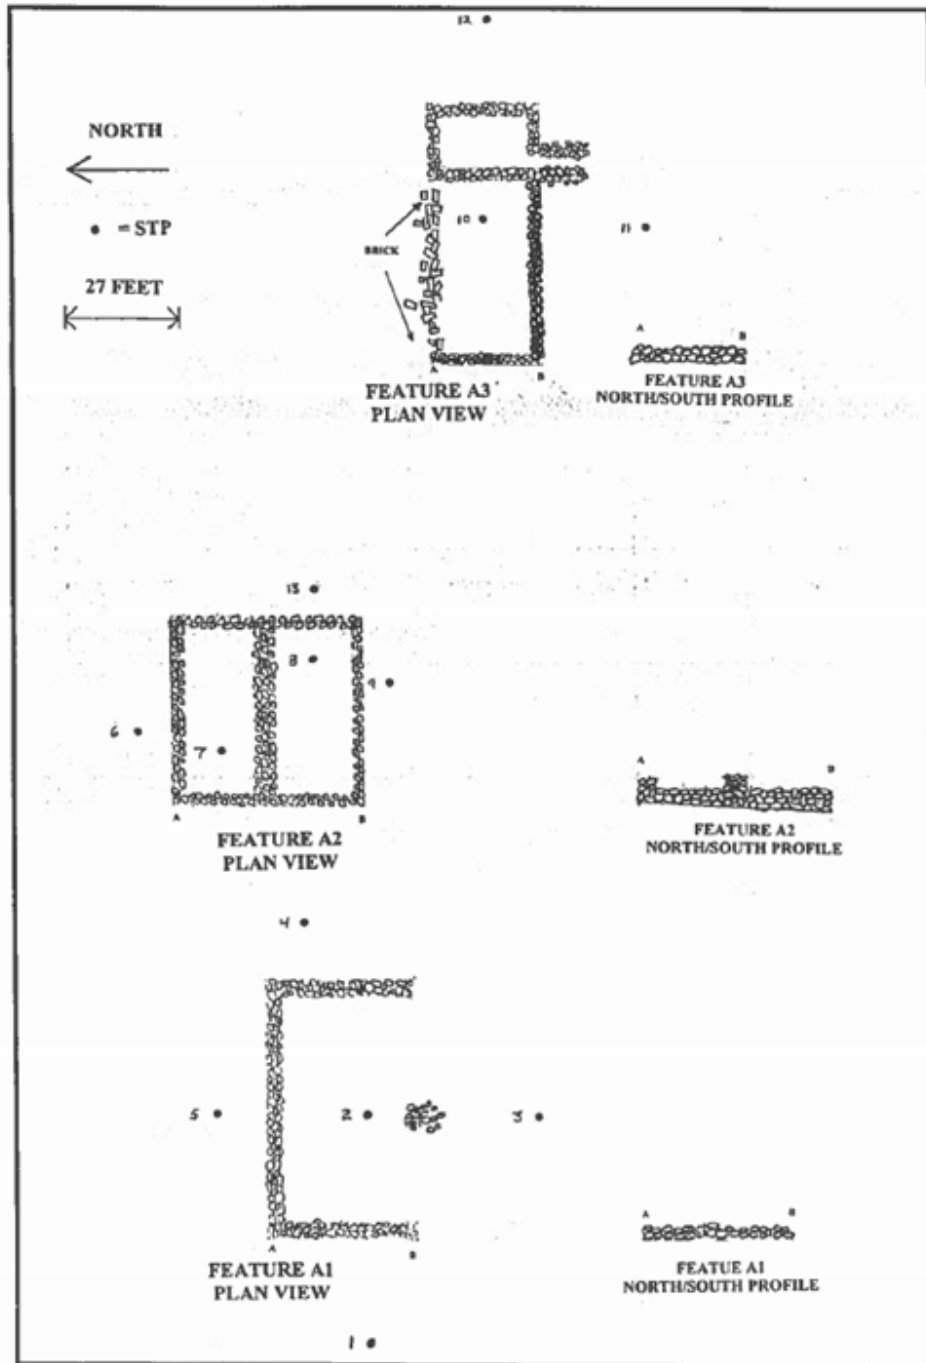 12
NORTH
• = STP
10
11
BRICK
27 FEET
A
B
A
B
FEATURE A3
PLAN VIEW
FEATURE A3
NORTH/SOUTH PROFILE
13
8
9
6
7
A
B
A
B
FEATURE A2
PLAN VIEW
FEATURE A2
NORTH/SOUTH PROFILE
4
5
2
3
A
B
A
B
FEATURE A1
PLAN VIEW
FEATUE A1
NORTH/SOUTH PROFILE
1